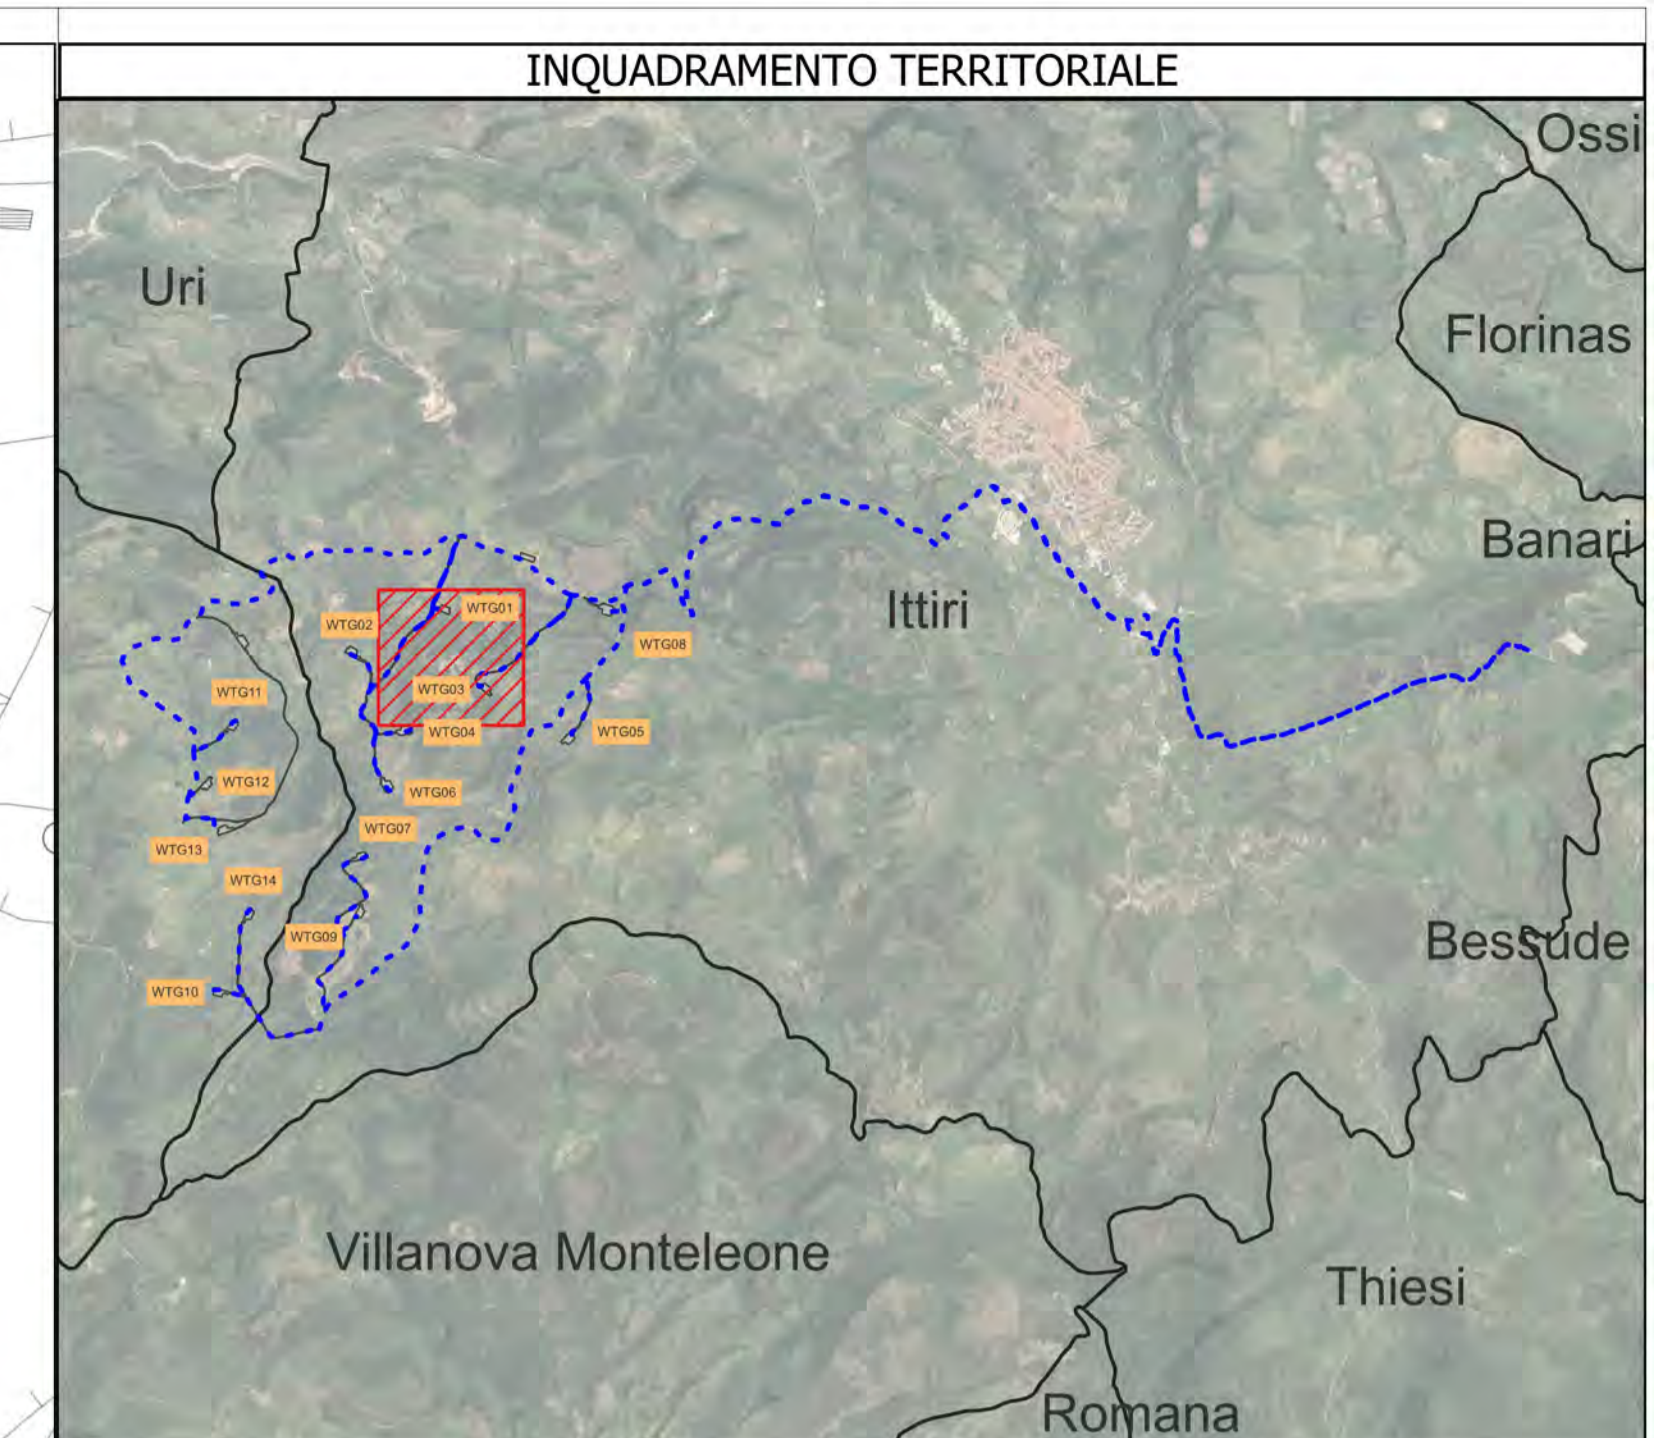 INQUADRAMENTO TERRITORIALE
Ossi
Uri
Florinas
Banari
Ittiri
WTG01
WTG02
WTG08
WTG03
WTG11
WTG04
WTG05
WTG12
WTG06
WTG07
WTG13
WTG14
WTG09
Bessude
WTG10
Villanova Monteleone
Thiesi
Romana